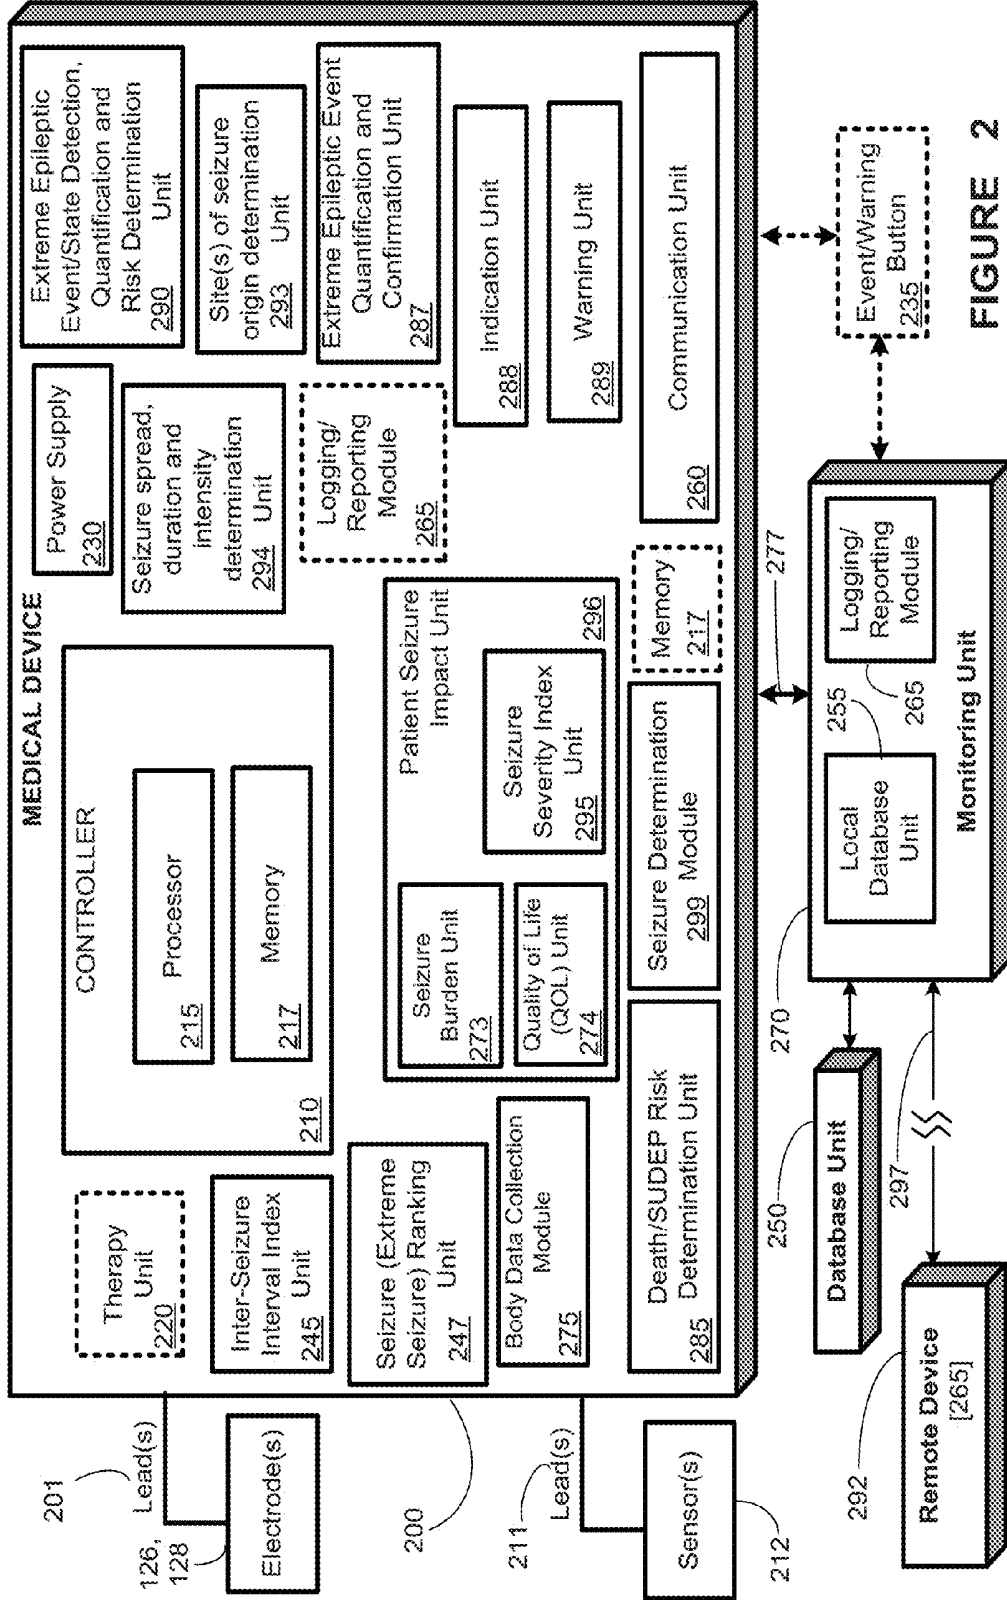 MEDICAL DEVICE
201
Lead(s)
126,
128
Electrode(s)
200
211
Lead(s)
Sensor(s)
212
Therapy
Unit
220
Inter-Seizure
Interval Index
Unit
245
Seizure (Extreme
Seizure) Ranking
Unit
247
Body Data Collection
Module
275
Death/SUDEP Risk
Determination Unit
285
CONTROLLER
Processor
215
Memory
217
210
Patient Seizure
Impact Unit
296
Seizure
Burden Unit
273
Quality of Life
(QOL) Unit
274
Seizure
Severity Index
Unit
295
Seizure Determination
Module
299
Memory
217
Power Supply
230
Seizure spread,
duration and
intensity
determination
Unit
294
Logging/
Reporting
Module
265
Extreme Epileptic
Event/State Detection,
Quantification and
Risk Determination
Unit
290
Site(s) of seizure
origin determination
Unit
293
Extreme Epileptic Event
Quantification and
Confirmation Unit
287
Indication Unit
288
Warning Unit
289
Communication Unit
260
277
Event/Warning
Button
235
270
Local
Database
Unit
255
Logging/
Reporting
Module
265
Monitoring Unit
250
Database Unit
297
292
Remote Device
[265]
FIGURE 2